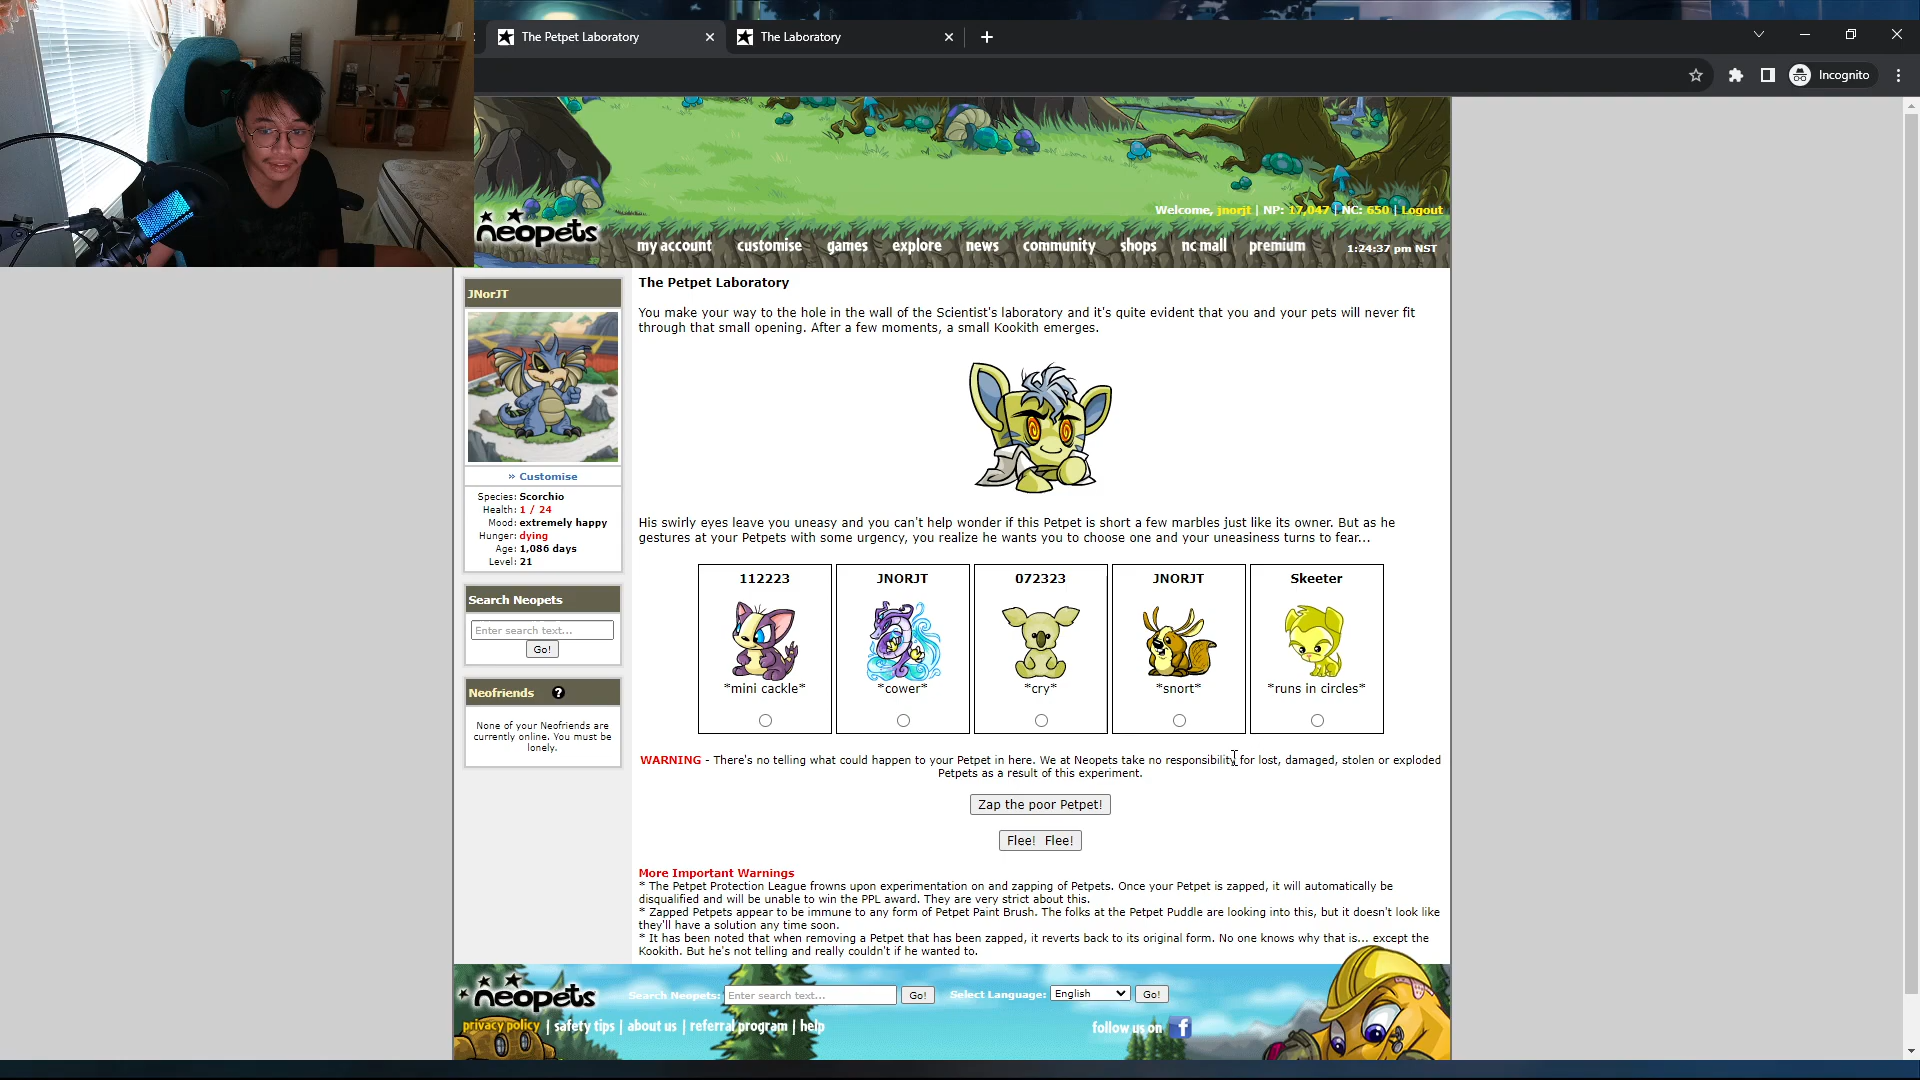 The Petpet Laboratory
The Laboratory
Incognito
Welcome, jnorjt | NP: 17,047 | NC: 650 | Logout
neopets
my account customise games explore news community shops nc mall premium
1:24:37 pm NST
JNorJT
» Customise
Species: Scorchio
Health: 1 / 24
Mood: extremely happy
Hunger: dying
Age: 1,086 days
Level: 21
Search Neopets
Enter search text...
Go!
Neofriends ?
None of your Neofriends are
currently online. You must be
lonely.
The Petpet Laboratory
You make your way to the hole in the wall of the Scientist's laboratory and it's quite evident that you and your pets will never fit
through that small opening. After a few moments, a small Kookith emerges.
His swirly eyes leave you uneasy and you can't help wonder if this Petpet is short a few marbles just like its owner. But as he
gestures at your Petpets with some urgency, you realize he wants you to choose one and your uneasiness turns to fear...
112223 JNORJT 072323 JNORJT Skeeter
*mini cackle* *cower* *cry* *snort* *runs in circles*
WARNING - There's no telling what could happen to your Petpet in here. We at Neopets take no responsibility for lost, damaged, stolen or exploded
Petpets as a result of this experiment.
Zap the poor Petpet!
Flee! Flee!
More Important Warnings
* The Petpet Protection League frowns upon experimentation on and zapping of Petpets. Once your Petpet is zapped, it will automatically be
disqualified and will be unable to win the PPL award. They are very strict about this.
* Zapped Petpets appear to be immune to any form of Petpet Paint Brush. The folks at the Petpet Puddle are looking into this, but it doesn't look like
they'll have a solution any time soon.
* It has been noted that when removing a Petpet that has been zapped, it reverts back to its original form. No one knows why that is... except the
Kookith. But he's not telling and really couldn't if he wanted to.
neopets
Search Neopets: Enter search text... Go! Select Language: English Go!
privacy policy | safety tips | about us | referral program | help
follow us on f